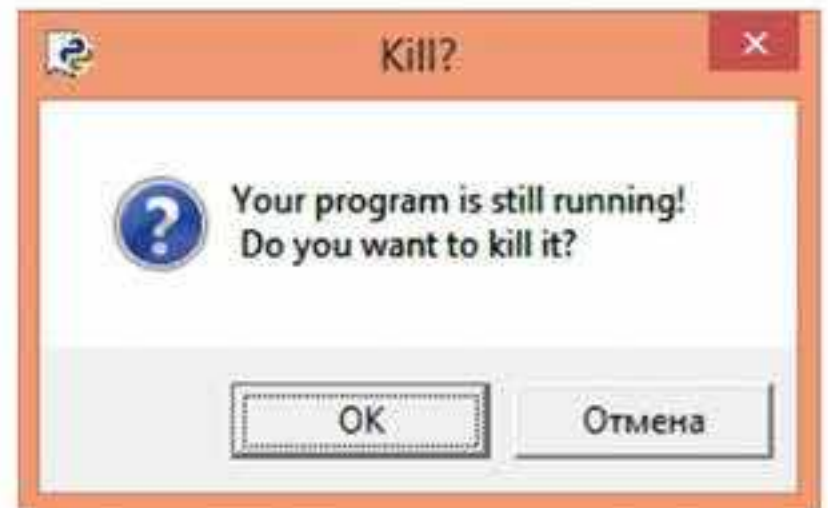 Kill?
Your program is still running!
Do you want to kill it?
OK
Отмена